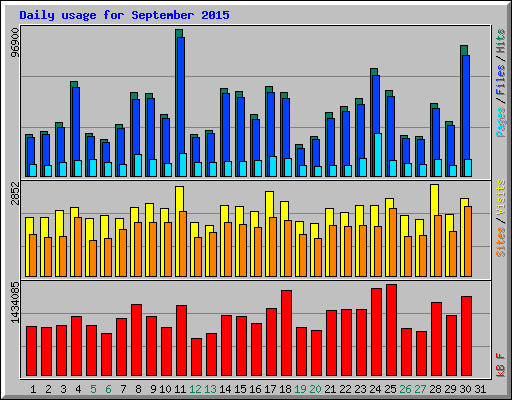 Daily usage for September 2015
96900
Pages / Files / Hits
2852
Sites / Visits
1434085
kB F
1 2 3 4 5 6 7 8 9 10 11 12 13 14 15 16 17 18 19 20 21 22 23 24 25 26 27 28 29 30 31